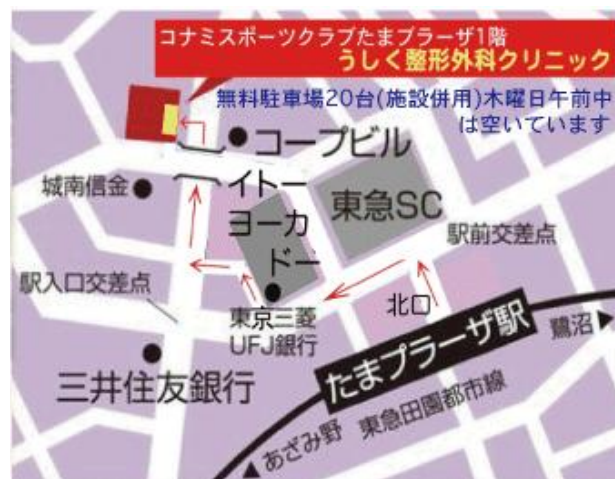 コナミスポーツクラブたまプラーザ1階
うしく整形外科クリニック
無料駐車場20台(施設併用)木曜日午前中
は空いています
コープビル
城南信金
イトー
ヨーカ
ドー
東急SC
駅前交差点
駅入口交差点
東京三菱
UFJ銀行
北口
三井住友銀行
たまプラーザ駅
鷺沼
あざみ野
東急田園都市線